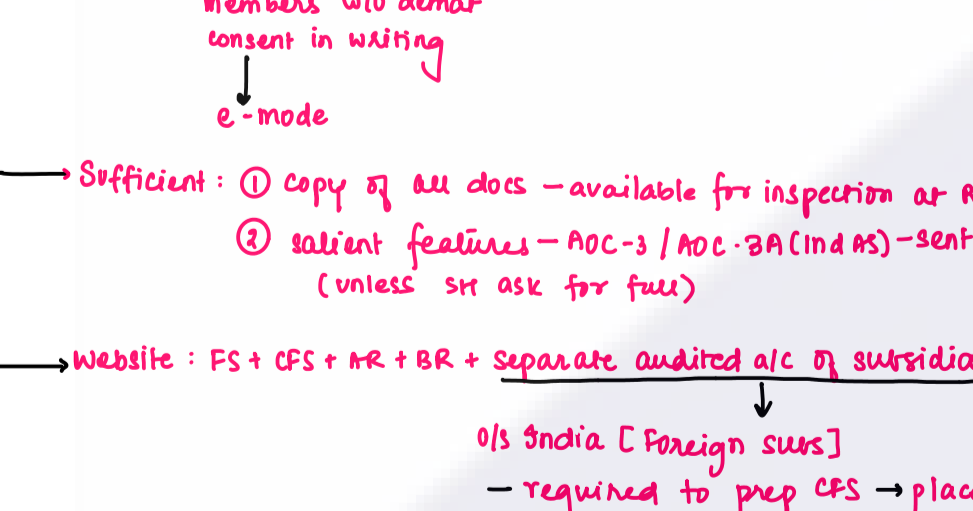 members w/o demat
consent in writing
e-mode
Sufficient : ① copy of all docs – available for inspection at R
② salient features – AOC-3 / AOC-3A (Ind AS) – sent
(unless SH ask for full)
Website : FS + CFS + AR + BR + separate audited a/c of subsidia
O/S India [Foreign subs]
– required to prep CFS → plac